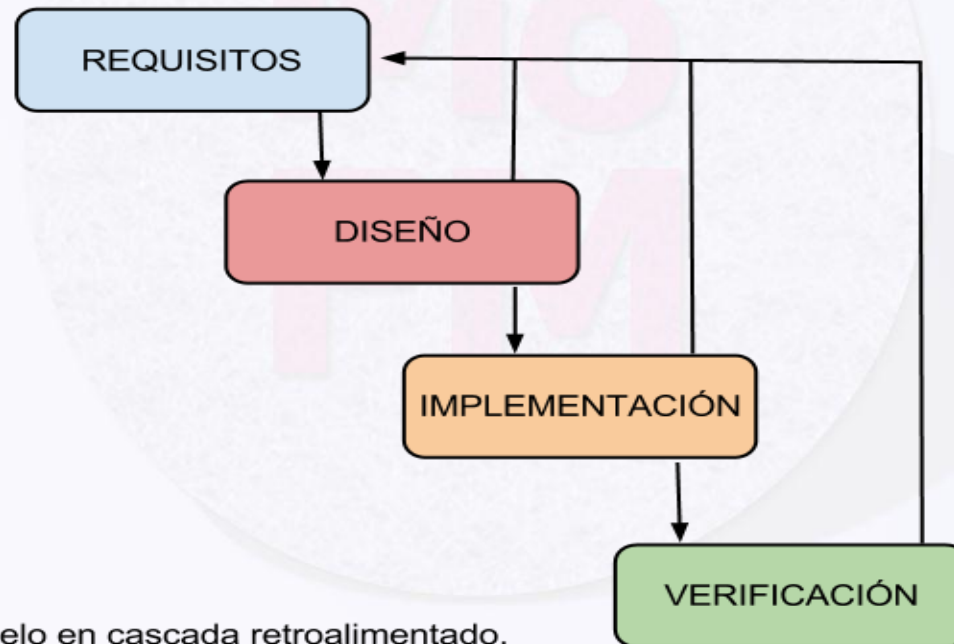 REQUISITOS
DISEÑO
IMPLEMENTACIÓN
VERIFICACIÓN
elo en cascada retroalimentado.